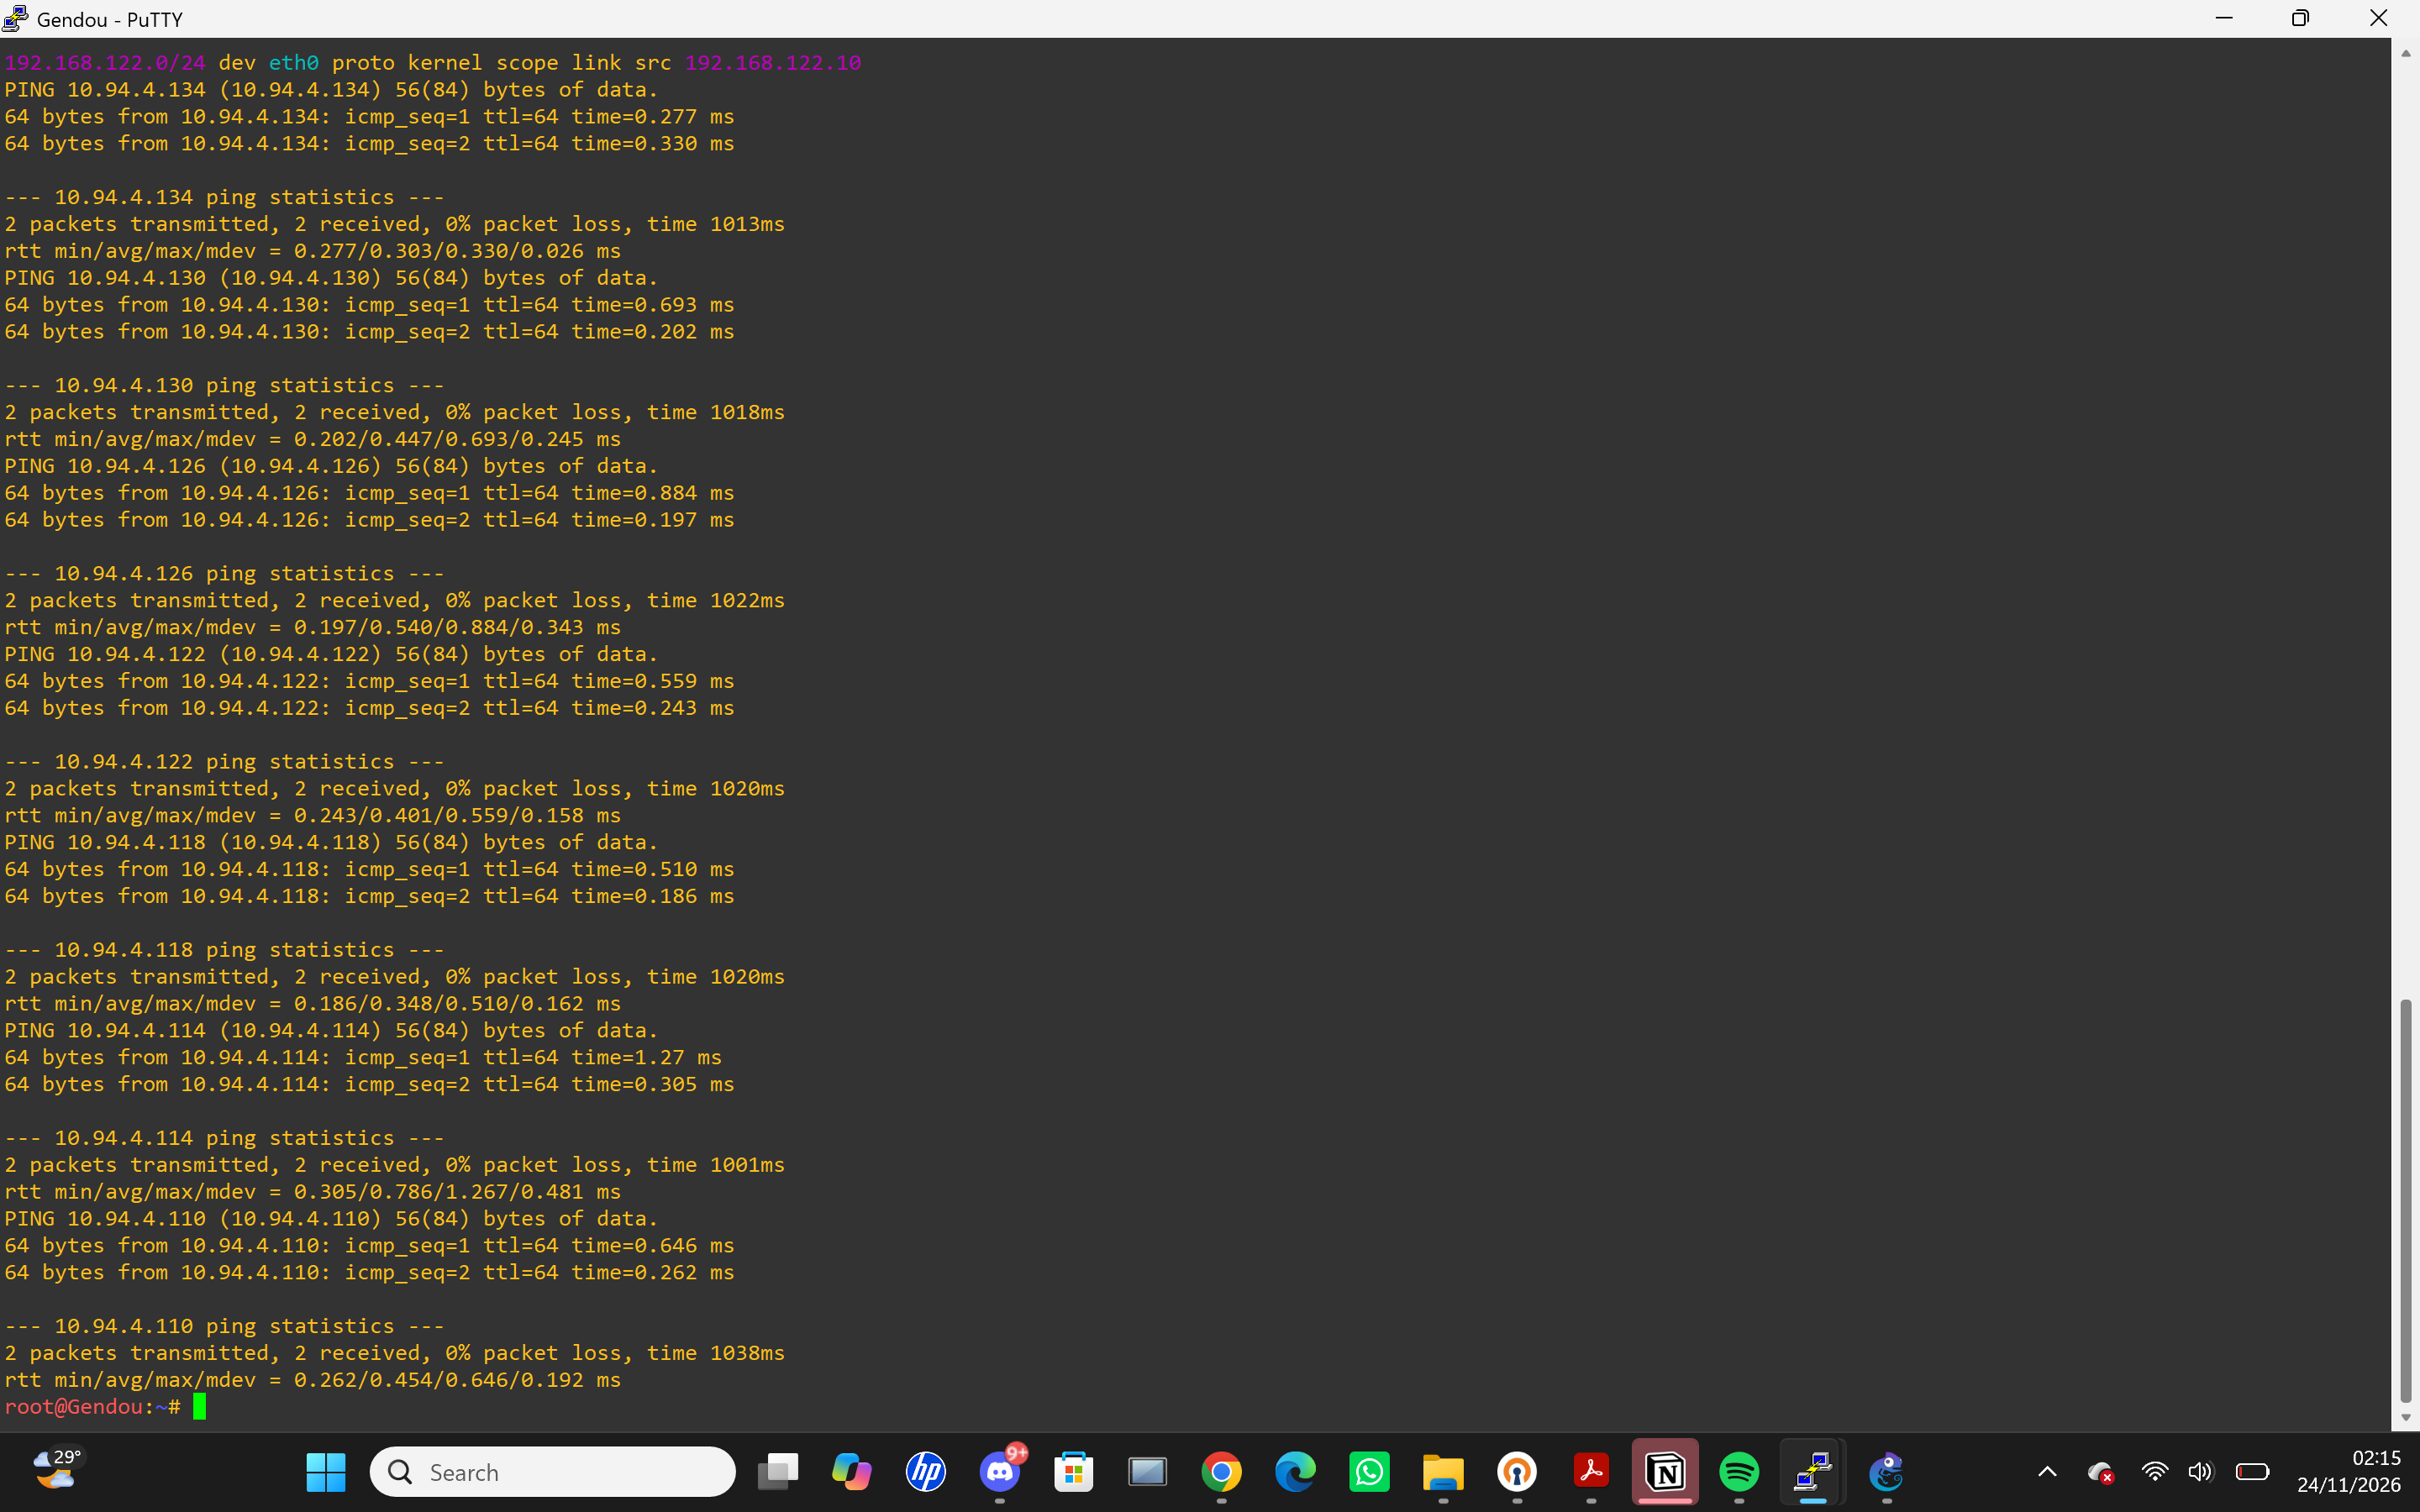 Gendou - PuTTY
192.168.122.0/24 dev eth0 proto kernel scope link src 192.168.122.10
PING 10.94.4.134 (10.94.4.134) 56(84) bytes of data.
64 bytes from 10.94.4.134: icmp_seq=1 ttl=64 time=0.277 ms
64 bytes from 10.94.4.134: icmp_seq=2 ttl=64 time=0.330 ms
--- 10.94.4.134 ping statistics ---
2 packets transmitted, 2 received, 0% packet loss, time 1013ms
rtt min/avg/max/mdev = 0.277/0.303/0.330/0.026 ms
PING 10.94.4.130 (10.94.4.130) 56(84) bytes of data.
64 bytes from 10.94.4.130: icmp_seq=1 ttl=64 time=0.693 ms
64 bytes from 10.94.4.130: icmp_seq=2 ttl=64 time=0.202 ms
--- 10.94.4.130 ping statistics ---
2 packets transmitted, 2 received, 0% packet loss, time 1018ms
rtt min/avg/max/mdev = 0.202/0.447/0.693/0.245 ms
PING 10.94.4.126 (10.94.4.126) 56(84) bytes of data.
64 bytes from 10.94.4.126: icmp_seq=1 ttl=64 time=0.884 ms
64 bytes from 10.94.4.126: icmp_seq=2 ttl=64 time=0.197 ms
--- 10.94.4.126 ping statistics ---
2 packets transmitted, 2 received, 0% packet loss, time 1022ms
rtt min/avg/max/mdev = 0.197/0.540/0.884/0.343 ms
PING 10.94.4.122 (10.94.4.122) 56(84) bytes of data.
64 bytes from 10.94.4.122: icmp_seq=1 ttl=64 time=0.559 ms
64 bytes from 10.94.4.122: icmp_seq=2 ttl=64 time=0.243 ms
--- 10.94.4.122 ping statistics ---
2 packets transmitted, 2 received, 0% packet loss, time 1020ms
rtt min/avg/max/mdev = 0.243/0.401/0.559/0.158 ms
PING 10.94.4.118 (10.94.4.118) 56(84) bytes of data.
64 bytes from 10.94.4.118: icmp_seq=1 ttl=64 time=0.510 ms
64 bytes from 10.94.4.118: icmp_seq=2 ttl=64 time=0.186 ms
--- 10.94.4.118 ping statistics ---
2 packets transmitted, 2 received, 0% packet loss, time 1020ms
rtt min/avg/max/mdev = 0.186/0.348/0.510/0.162 ms
PING 10.94.4.114 (10.94.4.114) 56(84) bytes of data.
64 bytes from 10.94.4.114: icmp_seq=1 ttl=64 time=1.27 ms
64 bytes from 10.94.4.114: icmp_seq=2 ttl=64 time=0.305 ms
--- 10.94.4.114 ping statistics ---
2 packets transmitted, 2 received, 0% packet loss, time 1001ms
rtt min/avg/max/mdev = 0.305/0.786/1.267/0.481 ms
PING 10.94.4.110 (10.94.4.110) 56(84) bytes of data.
64 bytes from 10.94.4.110: icmp_seq=1 ttl=64 time=0.646 ms
64 bytes from 10.94.4.110: icmp_seq=2 ttl=64 time=0.262 ms
--- 10.94.4.110 ping statistics ---
2 packets transmitted, 2 received, 0% packet loss, time 1038ms
rtt min/avg/max/mdev = 0.262/0.454/0.646/0.192 ms
root@Gendou:~#
29°
Search
hp
9+
N
02:15
24/11/2026